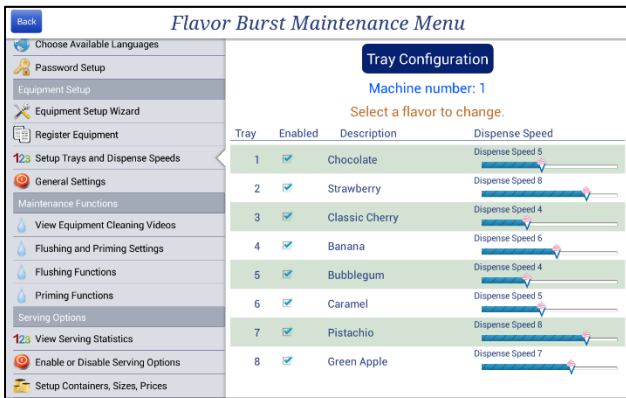 Back
Flavor Burst Maintenance Menu
Choose Available Languages
Password Setup
Equipment Setup
Equipment Setup Wizard
Register Equipment
123 Setup Trays and Dispense Speeds
General Settings
Maintenance Functions
View Equipment Cleaning Videos
Flushing and Priming Settings
Flushing Functions
Priming Functions
Serving Options
123 View Serving Statistics
Enable or Disable Serving Options
Setup Containers, Sizes, Prices
Tray Configuration
Machine number: 1
Select a flavor to change.
Tray Enabled Description Dispense Speed
1 Chocolate Dispense Speed 5
2 Strawberry Dispense Speed 8
3 Classic Cherry Dispense Speed 4
4 Banana Dispense Speed 6
5 Bubblegum Dispense Speed 4
6 Caramel Dispense Speed 5
7 Pistachio Dispense Speed 8
8 Green Apple Dispense Speed 7